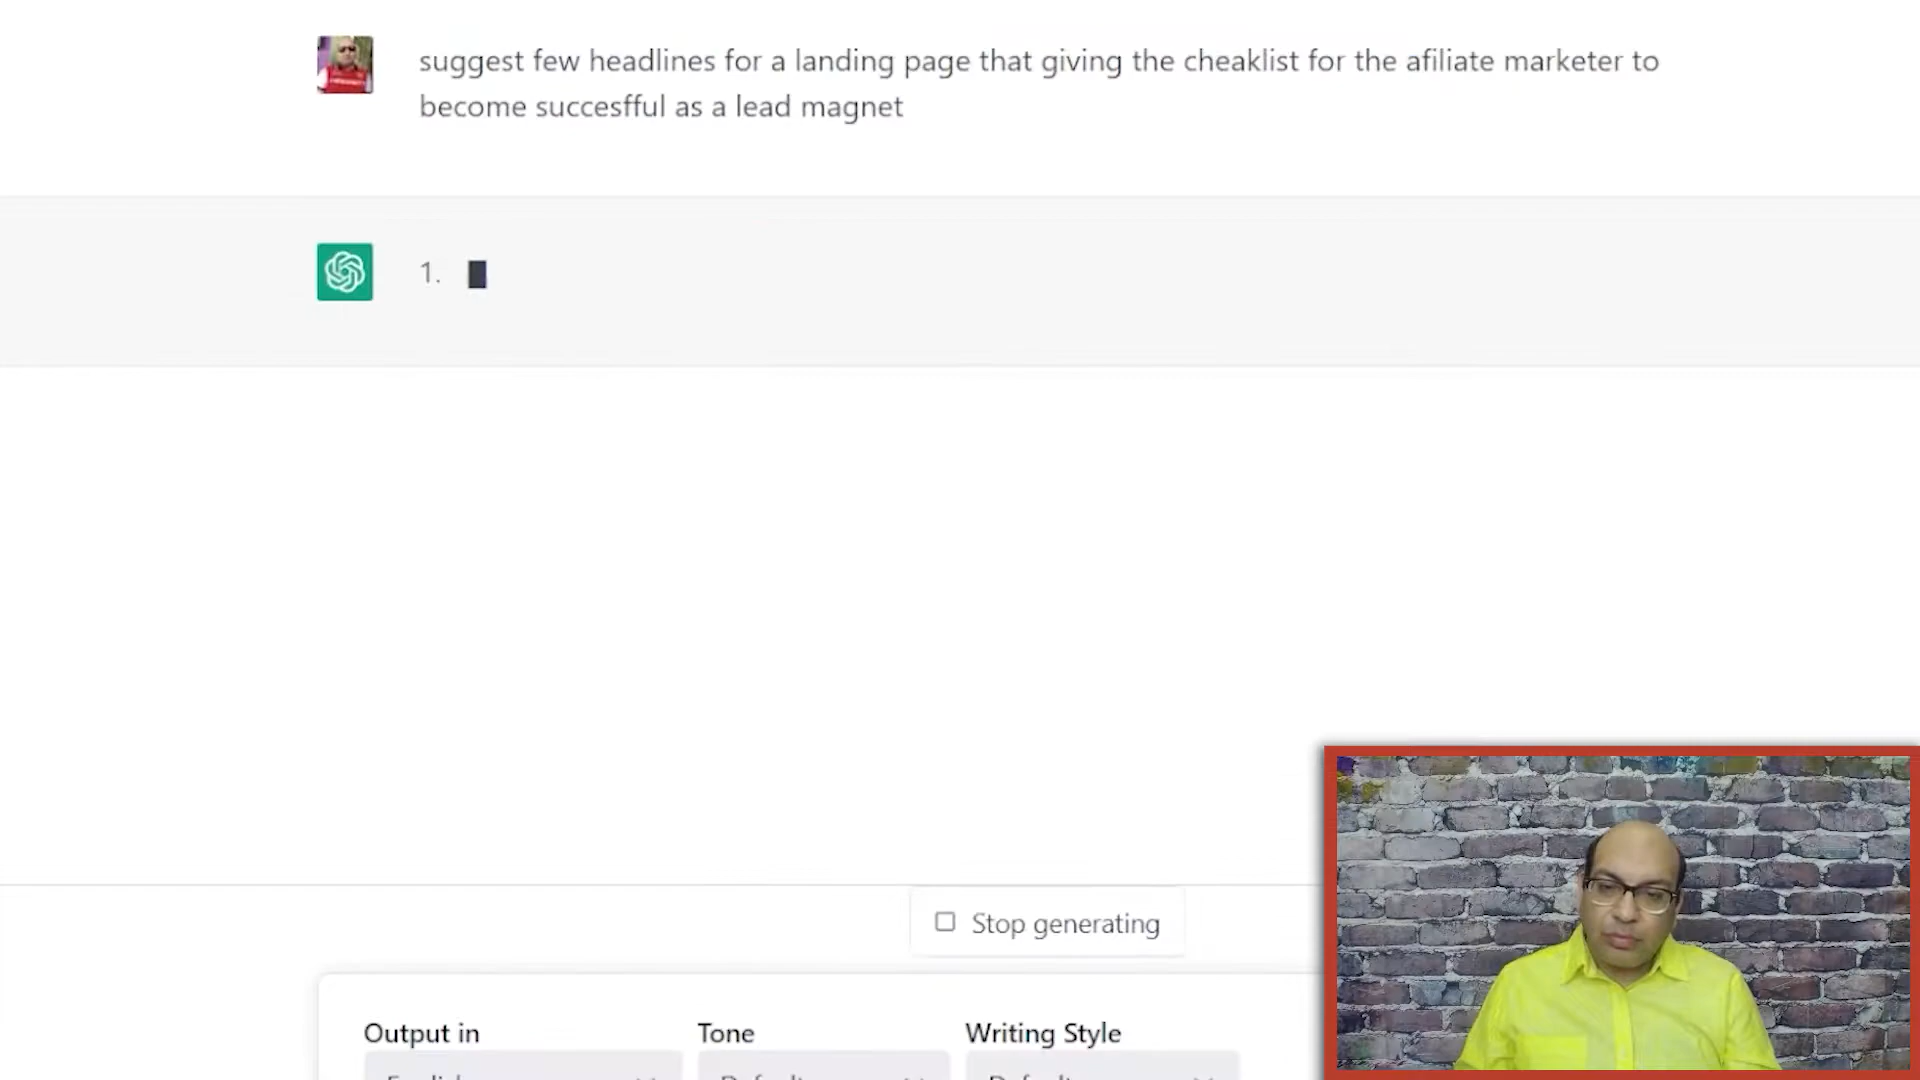 suggest few headlines for a landing page that giving the cheaklist for the afiliate marketer to
become succesfful as a lead magnet
1.
Stop generating
Output in Tone Writing Style